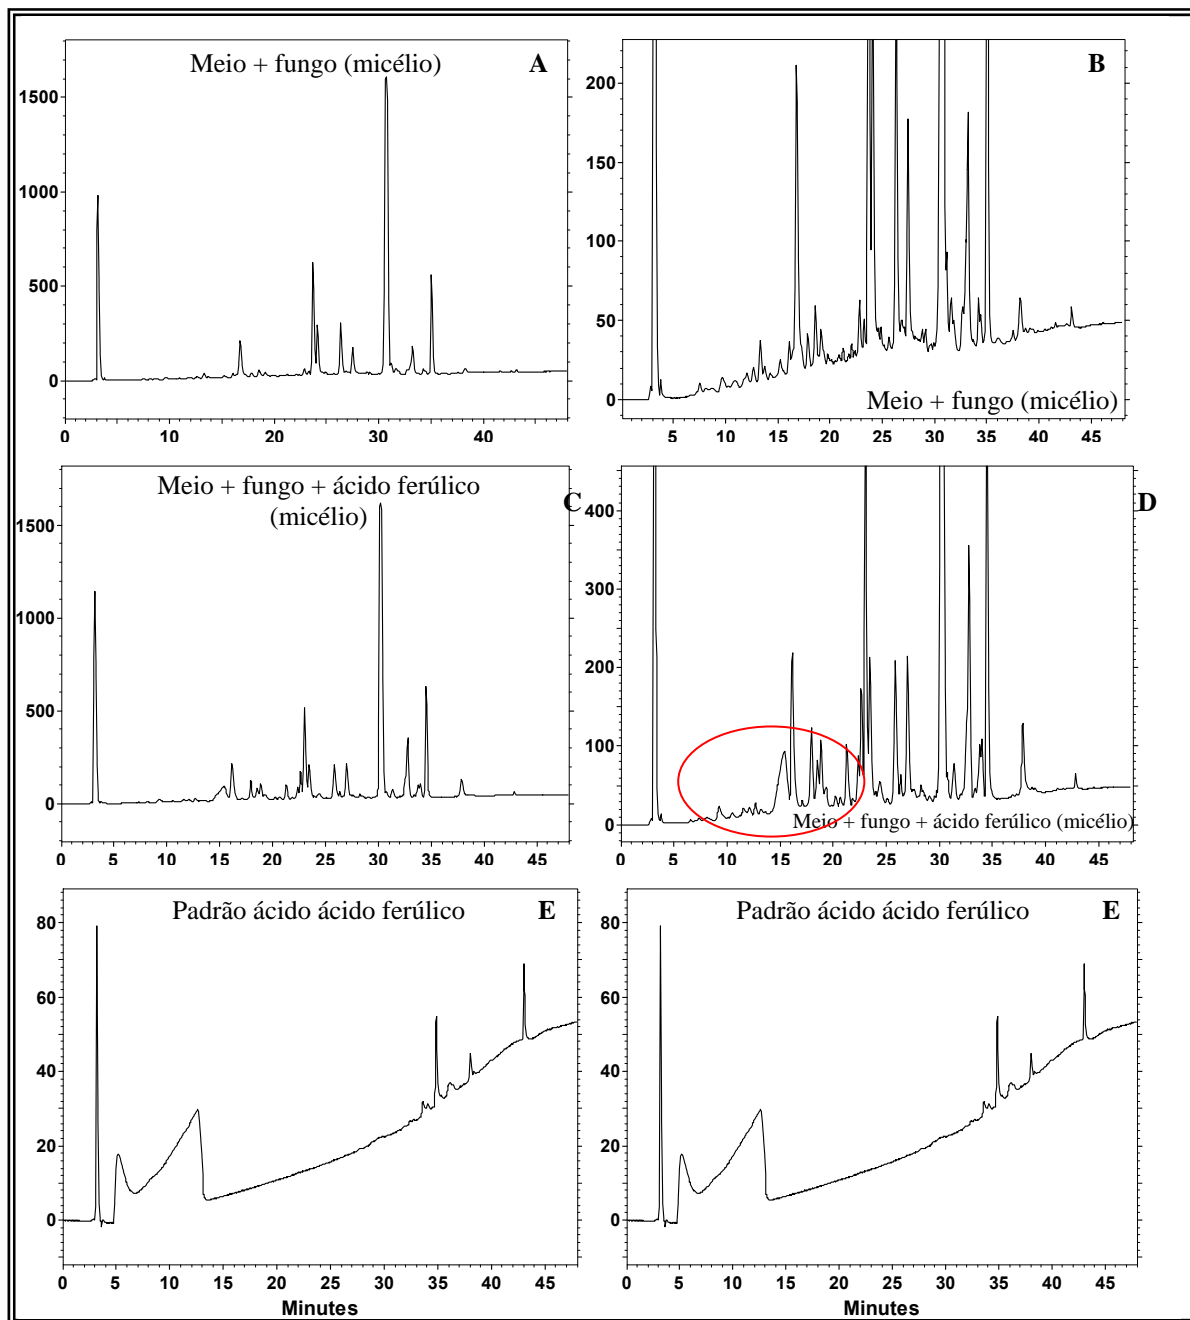 Meio + fungo (micélio) A
1500
1000
500
0
0 10 20 30 40
B
200
150
100
50
0
Meio + fungo (micélio)
5 10 15 20 25 30 35 40 45
Meio + fungo + ácido ferúlico
(micélio)
C
1500
1000
500
0
0 5 10 15 20 25 30 35 40 45
D
400
300
200
100
0
Meio + fungo + ácido ferúlico (micélio)
0 5 10 15 20 25 30 35 40 45
Padrão ácido ácido ferúlico E
80
60
40
20
0
0 5 10 15 20 25 30 35 40 45
Minutes
Padrão ácido ácido ferúlico E
80
60
40
20
0
0 5 10 15 20 25 30 35 40 45
Minutes